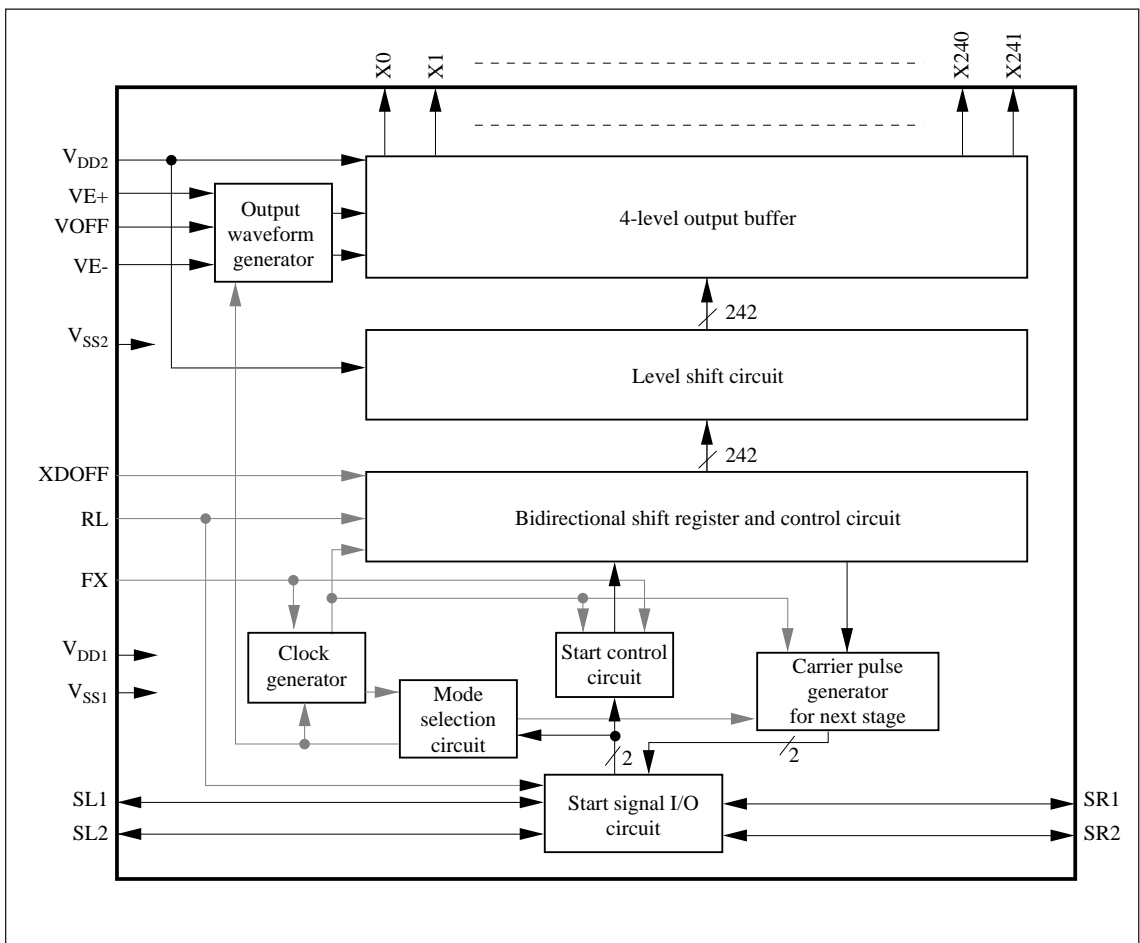 X0
X1
X240
X241
VDD2
VE+
VOFF
VE-
Output
waveform
generator
4-level output buffer
242
VSS2
Level shift circuit
242
XDOFF
RL
Bidirectional shift register and control circuit
FX
VDD1
VSS1
Clock
generator
Mode
selection
circuit
Start control
circuit
Carrier pulse
generator
for next stage
2
2
SL1
SL2
Start signal I/O
circuit
SR1
SR2